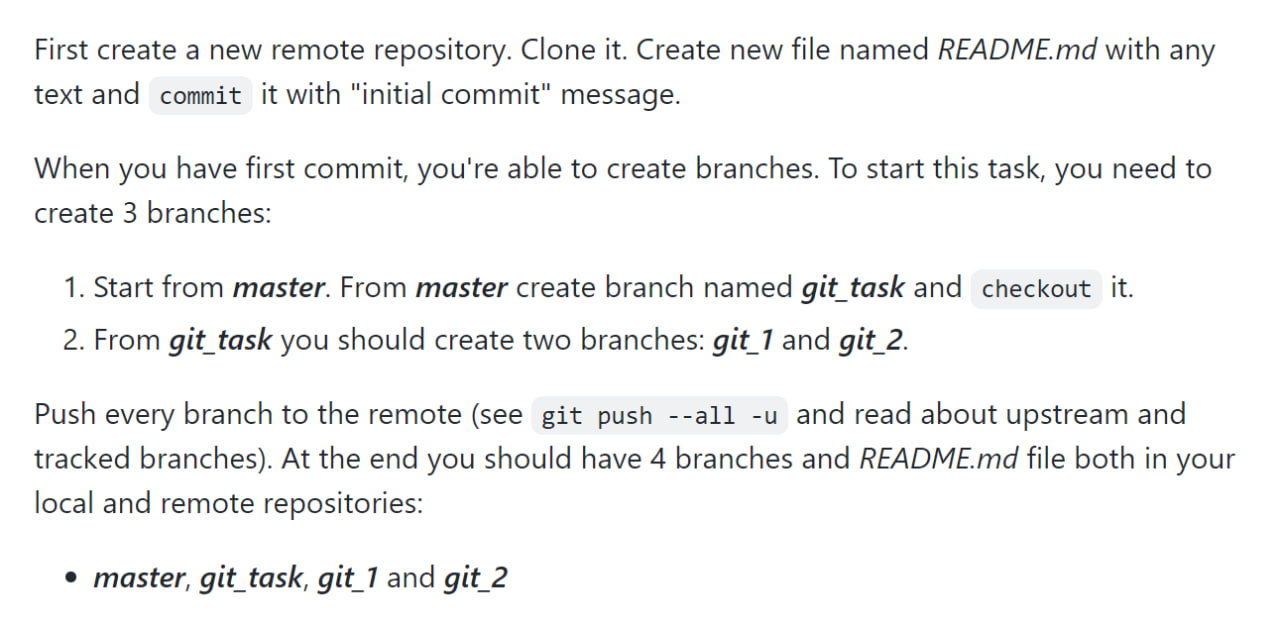 First create a new remote repository. Clone it. Create new file named README.md with any
text and commit it with "initial commit" message.
When you have first commit, you're able to create branches. To start this task, you need to
create 3 branches:
1. Start from master. From master create branch named git_task and checkout it.
2. From git_task you should create two branches: git_1 and git_2.
Push every branch to the remote (see git push --all -u and read about upstream and
tracked branches). At the end you should have 4 branches and README.md file both in your
local and remote repositories:
• master, git_task, git_1 and git_2